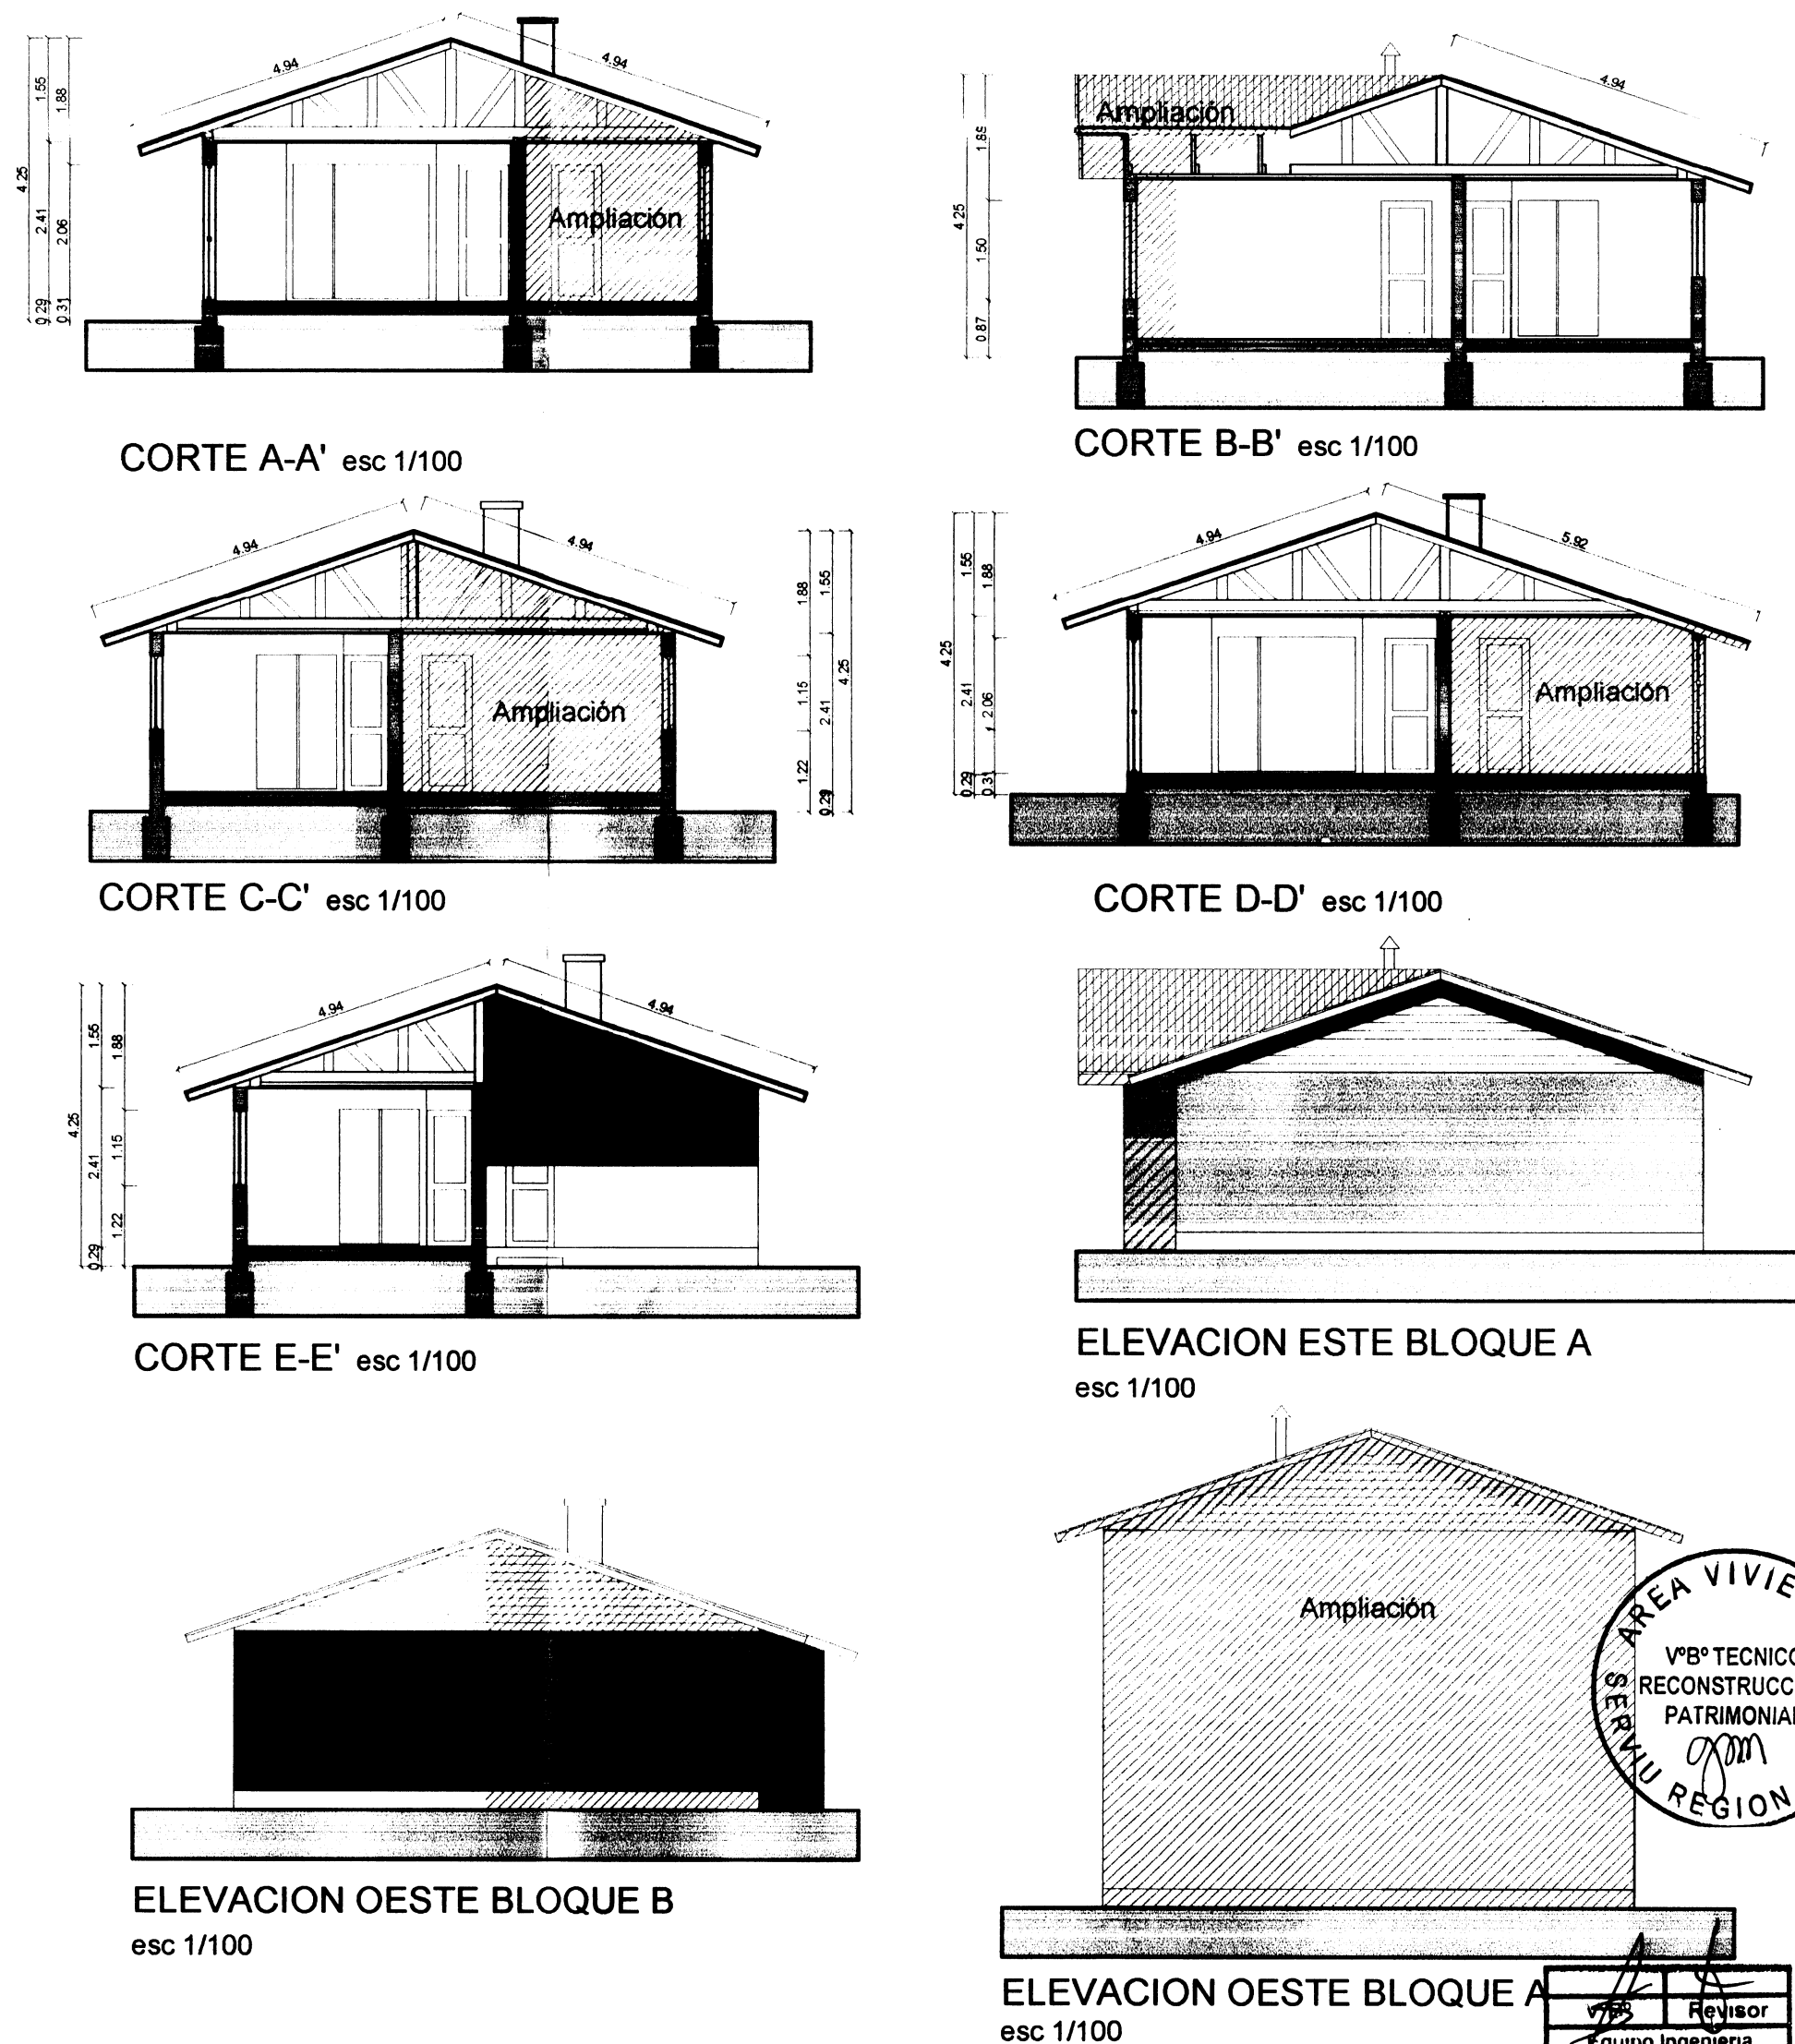 4.94
4.94
1.55
1.88
4.25
2.41
2.06
0.29
0.31
Ampliación
CORTE A-A' esc 1/100
4.94
Ampliación
4.25
1.50
0.87
CORTE B-B' esc 1/100
4.94
4.94
1.88
1.55
4.25
1.15
2.41
1.22
0.29
Ampliación
CORTE C-C' esc 1/100
4.94
5.92
1.55
1.88
4.25
2.41
2.06
0.29
0.31
Ampliación
CORTE D-D' esc 1/100
4.94
4.94
1.55
1.88
4.25
2.41
1.15
1.22
0.29
CORTE E-E' esc 1/100
ELEVACION ESTE BLOQUE A
esc 1/100
ELEVACION OESTE BLOQUE B
esc 1/100
Ampliación
ELEVACION OESTE BLOQUE A
esc 1/100
AREA VIVIE
VºBº TECNICO
RECONSTRUCC
PATRIMONIAL
SERVIU REGION
Revisor
Equipo Ingenieria